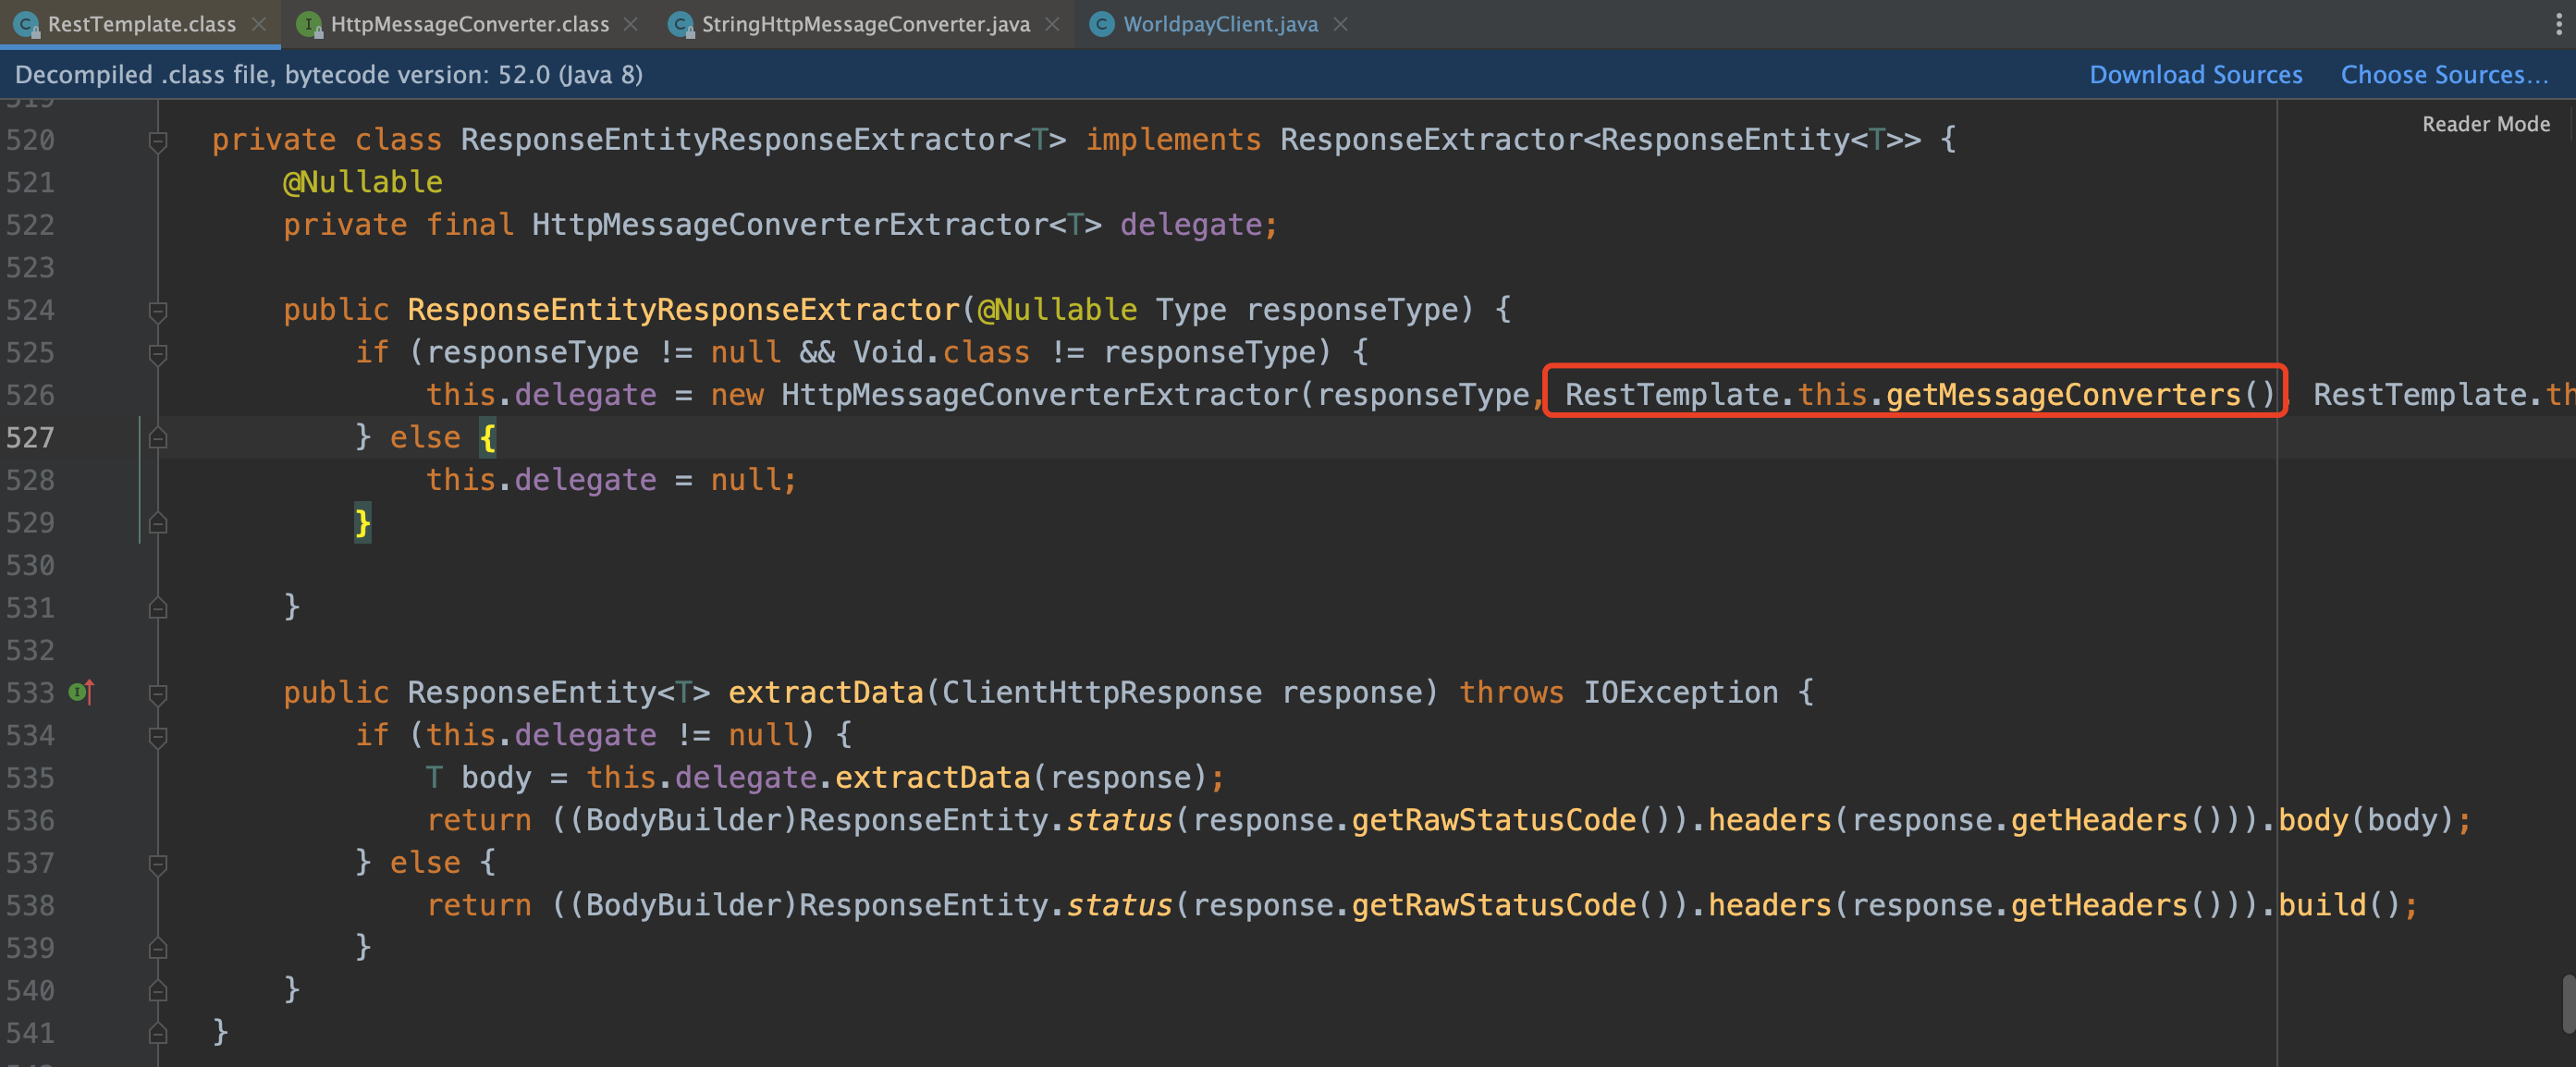 RestTemplate.class
HttpMessageConverter.class
StringHttpMessageConverter.java
WorldpayClient.java
Decompiled .class file, bytecode version: 52.0 (Java 8)
Download Sources
Choose Sources...
Reader Mode
519
520 private class ResponseEntityResponseExtractor<T> implements ResponseExtractor<ResponseEntity<T>> {
521 @Nullable
522 private final HttpMessageConverterExtractor<T> delegate;
523
524 public ResponseEntityResponseExtractor(@Nullable Type responseType) {
525 if (responseType != null && Void.class != responseType) {
526 this.delegate = new HttpMessageConverterExtractor(responseType, RestTemplate.this.getMessageConverters(), RestTemplate.th
527 } else {
528 this.delegate = null;
529 }
530
531 }
532
533 public ResponseEntity<T> extractData(ClientHttpResponse response) throws IOException {
534 if (this.delegate != null) {
535 T body = this.delegate.extractData(response);
536 return ((BodyBuilder)ResponseEntity.status(response.getRawStatusCode()).headers(response.getHeaders())).body(body);
537 } else {
538 return ((BodyBuilder)ResponseEntity.status(response.getRawStatusCode()).headers(response.getHeaders())).build();
539 }
540 }
541 }